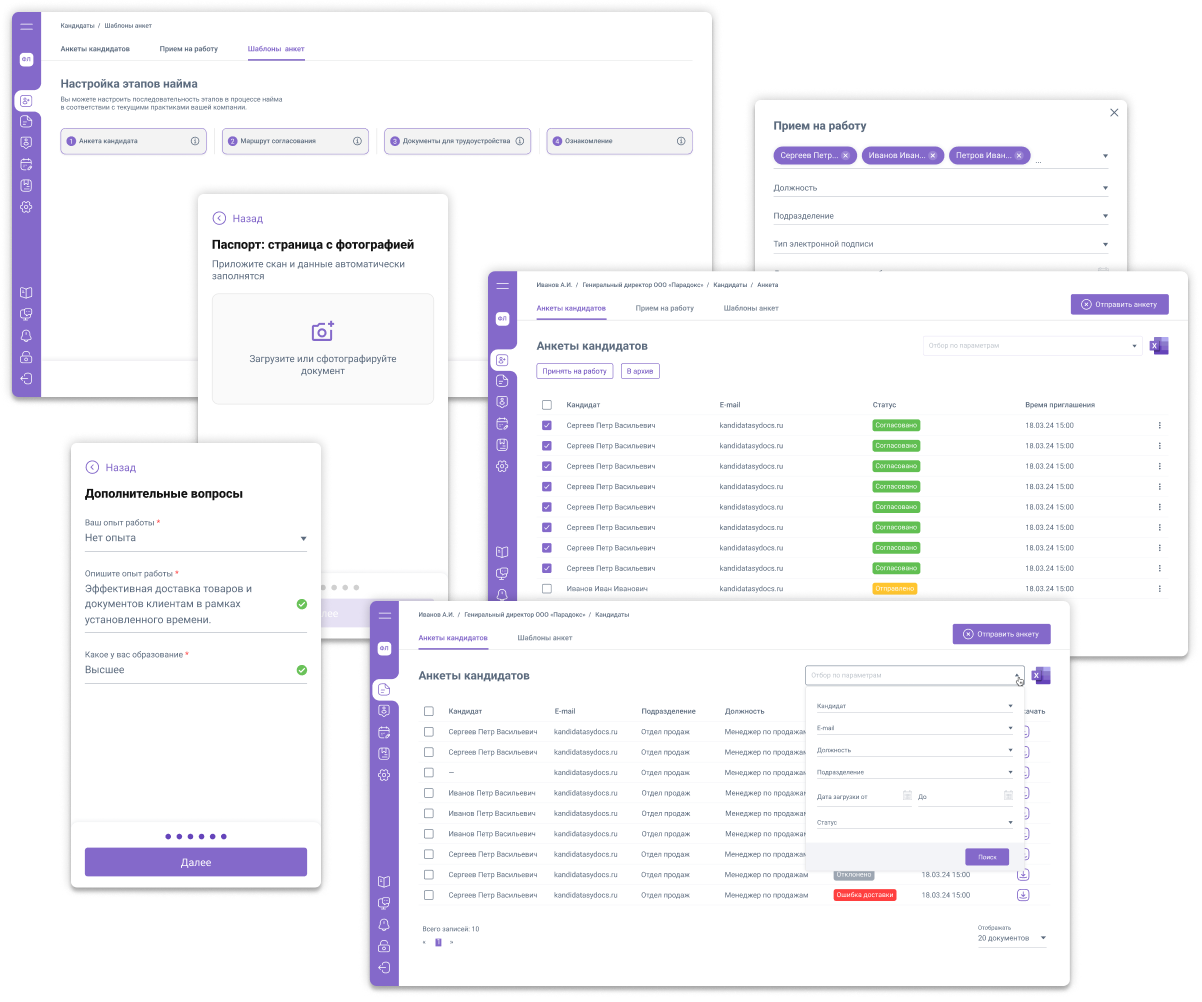 Кандидаты / Шаблоны анкет
ФЛ
Анкеты кандидатов Прием на работу Шаблоны анкет
Настройка этапов найма
Вы можете настроить последовательность этапов в процессе найма
в соответствии с текущими практиками вашей компании.
1 Анкета кандидата
2 Маршрут согласования
3 Документы для трудоустройства
4 Ознакомление
Прием на работу
Сергеев Петр... Иванов Иван... Петров Иван... ...
Должность
Подразделение
Тип электронной подписи
Назад
Паспорт: страница с фотографией
Приложите скан и данные автоматически
заполнятся
Загрузите или сфотографируйте
документ
Назад
Дополнительные вопросы
Ваш опыт работы *
Нет опыта
Опишите опыт работы *
Эффективная доставка товаров и
документов клиентам в рамках
установленного времени.
Какое у вас образование *
Высшее
Далее
Иванов А.И. / Гениральный директор ООО «Парадокс» / Кандидаты / Анкета
ФЛ
Анкеты кандидатов Прием на работу Шаблоны анкет
Отправить анкету
Анкеты кандидатов
Отбор по параметрам
X
Принять на работу В архив
Кандидат E-mail Статус Время приглашения
Сергеев Петр Васильевич kandidatasydocs.ru Согласовано 18.03.24 15:00
Сергеев Петр Васильевич kandidatasydocs.ru Согласовано 18.03.24 15:00
Сергеев Петр Васильевич kandidatasydocs.ru Согласовано 18.03.24 15:00
Сергеев Петр Васильевич kandidatasydocs.ru Согласовано 18.03.24 15:00
Сергеев Петр Васильевич kandidatasydocs.ru Согласовано 18.03.24 15:00
Сергеев Петр Васильевич kandidatasydocs.ru Согласовано 18.03.24 15:00
Сергеев Петр Васильевич kandidatasydocs.ru Согласовано 18.03.24 15:00
Сергеев Петр Васильевич kandidatasydocs.ru Согласовано 18.03.24 15:00
Иванов Иван Иванович kandidatasydocs.ru Отправлено 18.03.24 15:00
Иванов А.И. / Гениральный директор ООО «Парадокс» / Кандидаты
ФЛ
Анкеты кандидатов Шаблоны анкет
Отправить анкету
Анкеты кандидатов
Отбор по параметрам
X
Кандидат E-mail Подразделение Должность
Сергеев Петр Васильевич kandidatasydocs.ru Отдел продаж Менеджер по продажам
Сергеев Петр Васильевич kandidatasydocs.ru Отдел продаж Менеджер по продажам
— kandidatasydocs.ru Отдел продаж Менеджер по продажам
Иванов Петр Васильевич kandidatasydocs.ru Отдел продаж Менеджер по продажам
Иванов Петр Васильевич kandidatasydocs.ru Отдел продаж Менеджер по продажам
Иванов Петр Васильевич kandidatasydocs.ru Отдел продаж Менеджер по продажам
Сергеев Петр Васильевич kandidatasydocs.ru Отдел продаж Менеджер по продажам
Сергеев Петр Васильевич kandidatasydocs.ru Отдел продаж Менеджер по продажам Отклонено 18.03.24 15:00
Сергеев Петр Васильевич kandidatasydocs.ru Отдел продаж Менеджер по продажам Ошибка доставки 18.03.24 15:00
Кандидат
E-mail
Должность
Подразделение
Дата загрузки от До
Статус
Поиск
Всего записей: 10
« 1 »
Отображать
20 документов